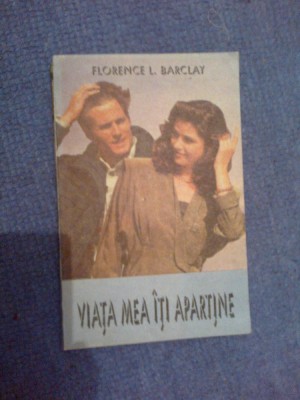 FLORENCE L. BARCLAY
VIAȚA MEA ÎȚI APARȚINE